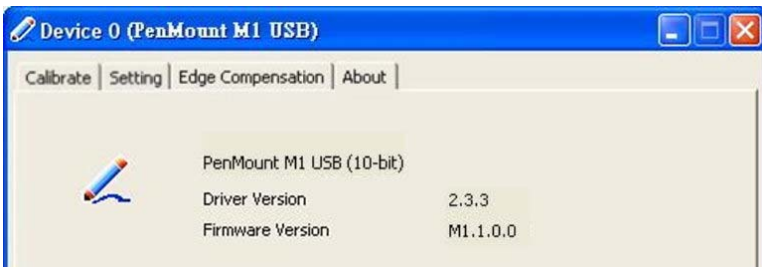 Device 0 (PenMount M1 USB)
Calibrate Setting Edge Compensation About
PenMount M1 USB (10-bit)
Driver Version 2.3.3
Firmware Version M1.1.0.0